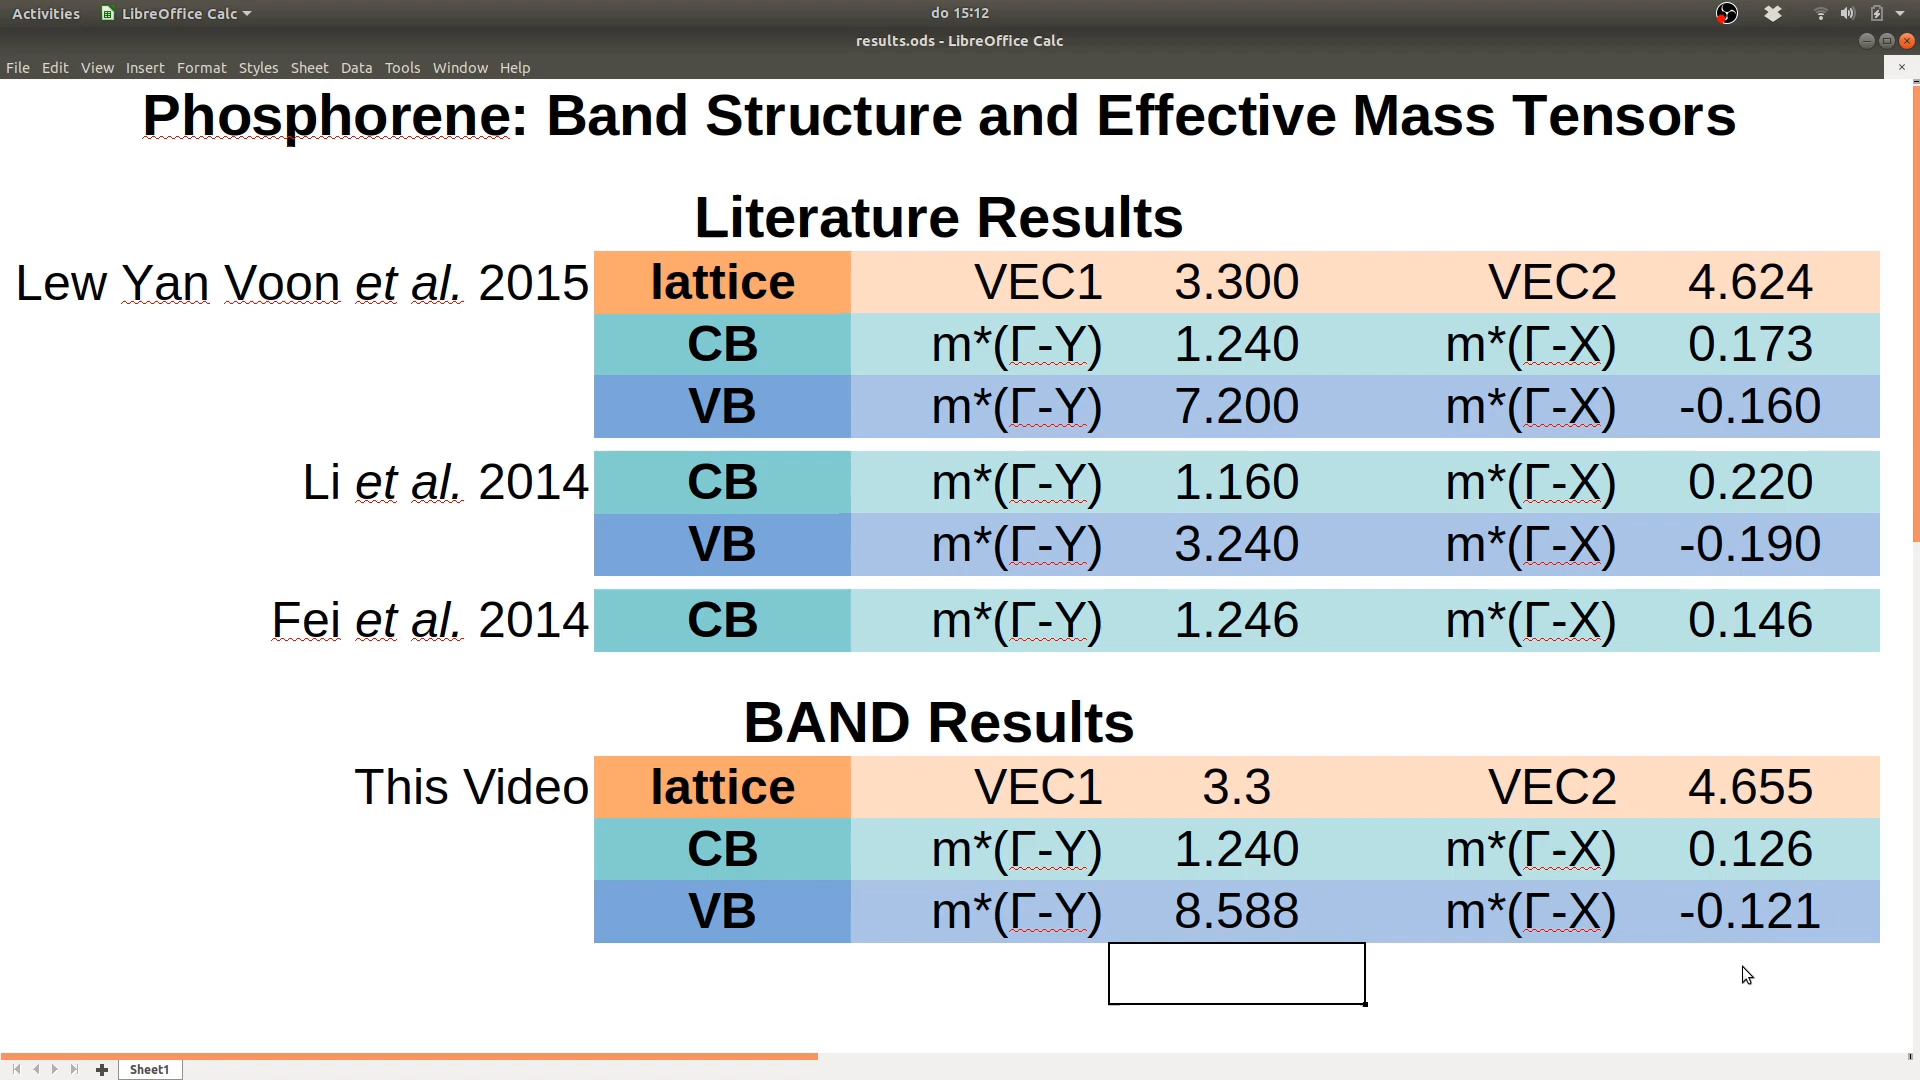 Activities LibreOffice Calc do 15:12
results.ods - LibreOffice Calc
File Edit View Insert Format Styles Sheet Data Tools Window Help
Phosphorene: Band Structure and Effective Mass Tensors
Literature Results
Lew Yan Voon et al. 2015 lattice VEC1 3.300 VEC2 4.624
CB m*(Γ-Y) 1.240 m*(Γ-X) 0.173
VB m*(Γ-Y) 7.200 m*(Γ-X) -0.160
Li et al. 2014 CB m*(Γ-Y) 1.160 m*(Γ-X) 0.220
VB m*(Γ-Y) 3.240 m*(Γ-X) -0.190
Fei et al. 2014 CB m*(Γ-Y) 1.246 m*(Γ-X) 0.146
BAND Results
This Video lattice VEC1 3.3 VEC2 4.655
CB m*(Γ-Y) 1.240 m*(Γ-X) 0.126
VB m*(Γ-Y) 8.588 m*(Γ-X) -0.121
Sheet1